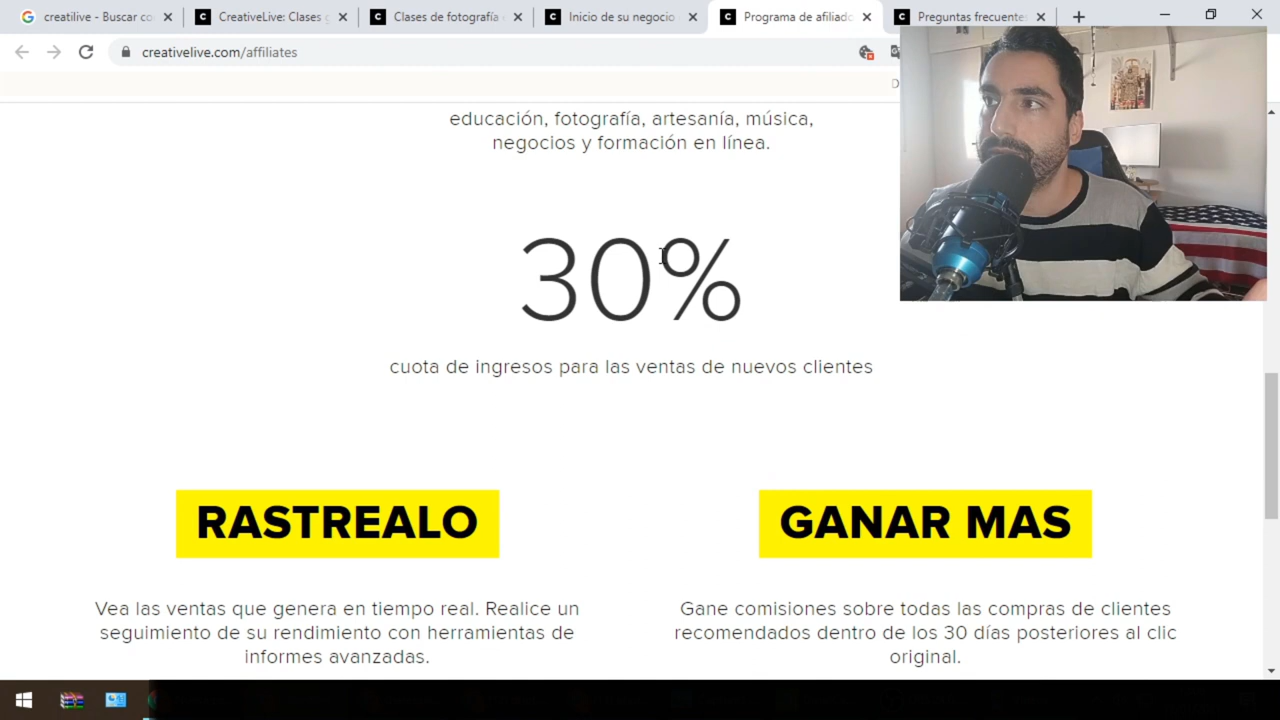 creatilive - Buscar co
CreativeLive: Clases g
Clases de fotografía
Inicio de su negocio
Programa de afiliado
Preguntas frecuentes
creativelive.com/affiliates
educación, fotografía, artesanía, música,
negocios y formación en línea.
30%
cuota de ingresos para las ventas de nuevos clientes
RASTREALO
GANAR MAS
Vea las ventas que genera en tiempo real. Realice un
seguimiento de su rendimiento con herramientas de
informes avanzadas.
Gane comisiones sobre todas las compras de clientes
recomendados dentro de los 30 días posteriores al clic
original.